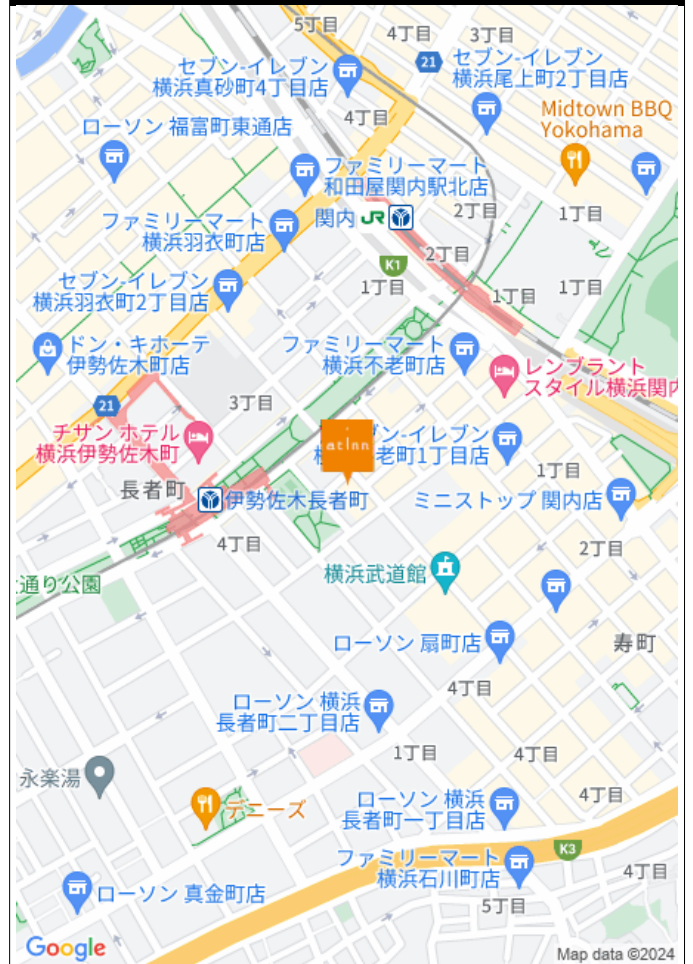 5丁目
4丁目
3丁目
21
セブン-イレブン
横浜真砂町4丁目店
セブン-イレブン
横浜尾上町2丁目店
4丁目
Midtown BBQ
Yokohama
ローソン 福富町東通店
ファミリーマート
和田屋関内駅北店
関内 JR
2丁目
1丁目
ファミリーマート
横浜羽衣町店
2丁目
K1
1丁目
1丁目
1丁目
セブン-イレブン
横浜羽衣町2丁目店
ドン・キホーテ
伊勢佐木町店
ファミリーマート
横浜不老町店
レンブラント
スタイル横浜関内
21
3丁目
チサン ホテル
横浜伊勢佐木町
at inn
ン-イレブン
老町1丁目店
1丁目
長者町
伊勢佐木長者町
ミニストップ 関内店
4丁目
2丁目
横浜武道館
通り公園
ローソン 扇町店
寿町
4丁目
ローソン 横浜
長者町二丁目店
1丁目
4丁目
永楽湯
デニーズ
ローソン 横浜
長者町一丁目店
4丁目
K3
ファミリーマート
横浜石川町店
4丁目
ローソン 真金町店
5丁目
Google
Map data ©2024